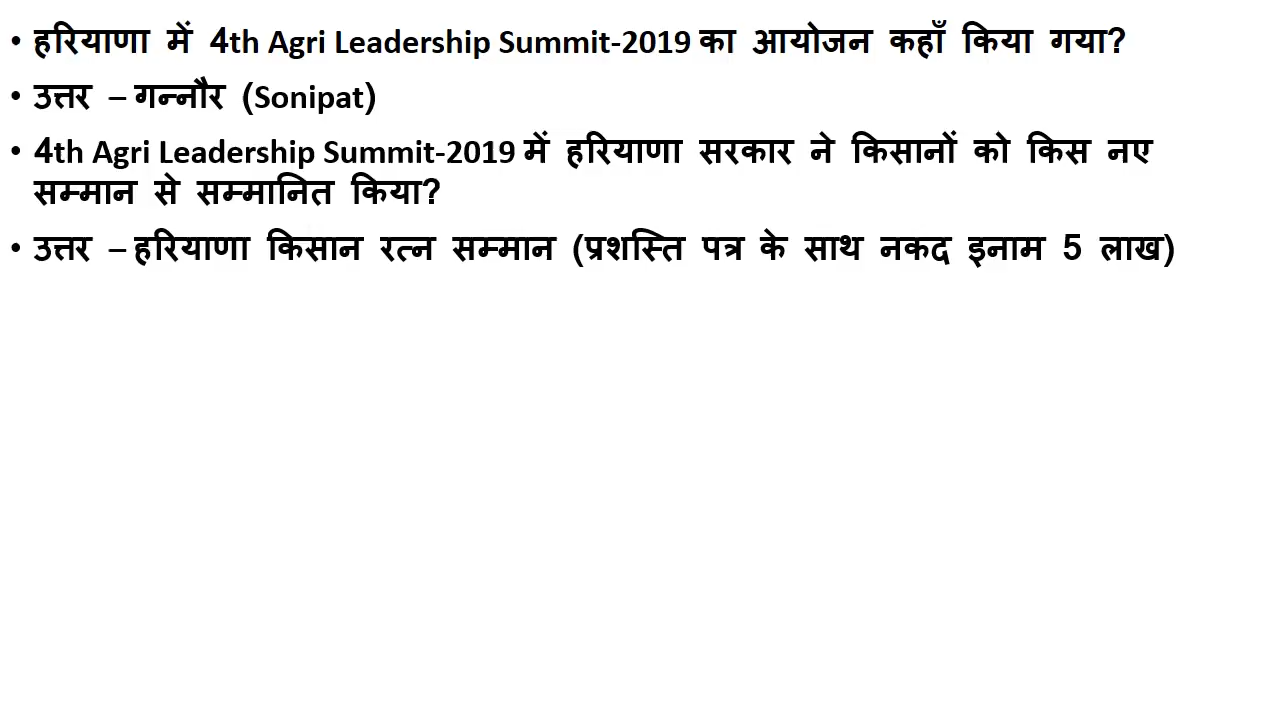 • हरियाणा में 4th Agri Leadership Summit-2019 का आयोजन कहाँ किया गया?
• उत्तर – गन्नौर (Sonipat)
• 4th Agri Leadership Summit-2019 में हरियाणा सरकार ने किसानों को किस नए
सम्मान से सम्मानित किया?
• उत्तर – हरियाणा किसान रत्न सम्मान (प्रशस्ति पत्र के साथ नकद इनाम 5 लाख)